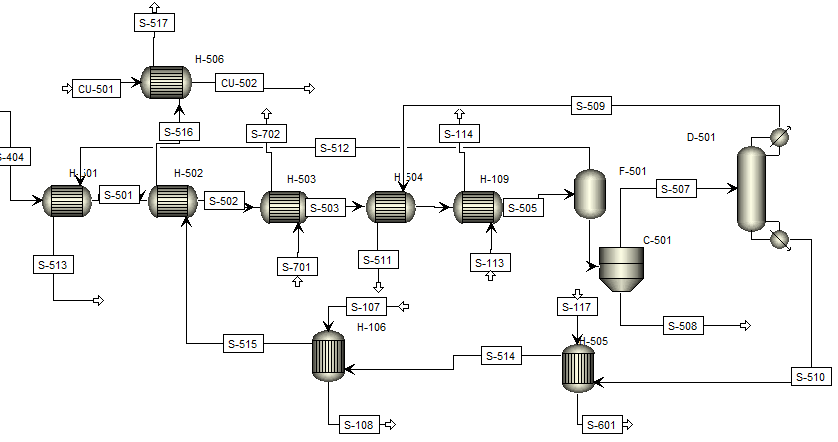 S-517
H-506
CU-501
CU-502
S-509
S-516
S-702
S-114
D-501
S-512
S-404
H-501
H-502
H-503
H-504
H-109
F-501
S-501
S-502
S-503
S-505
S-507
C-501
S-513
S-701
S-511
S-113
S-107
S-117
H-106
S-508
S-515
S-514
H-505
S-510
S-108
S-601